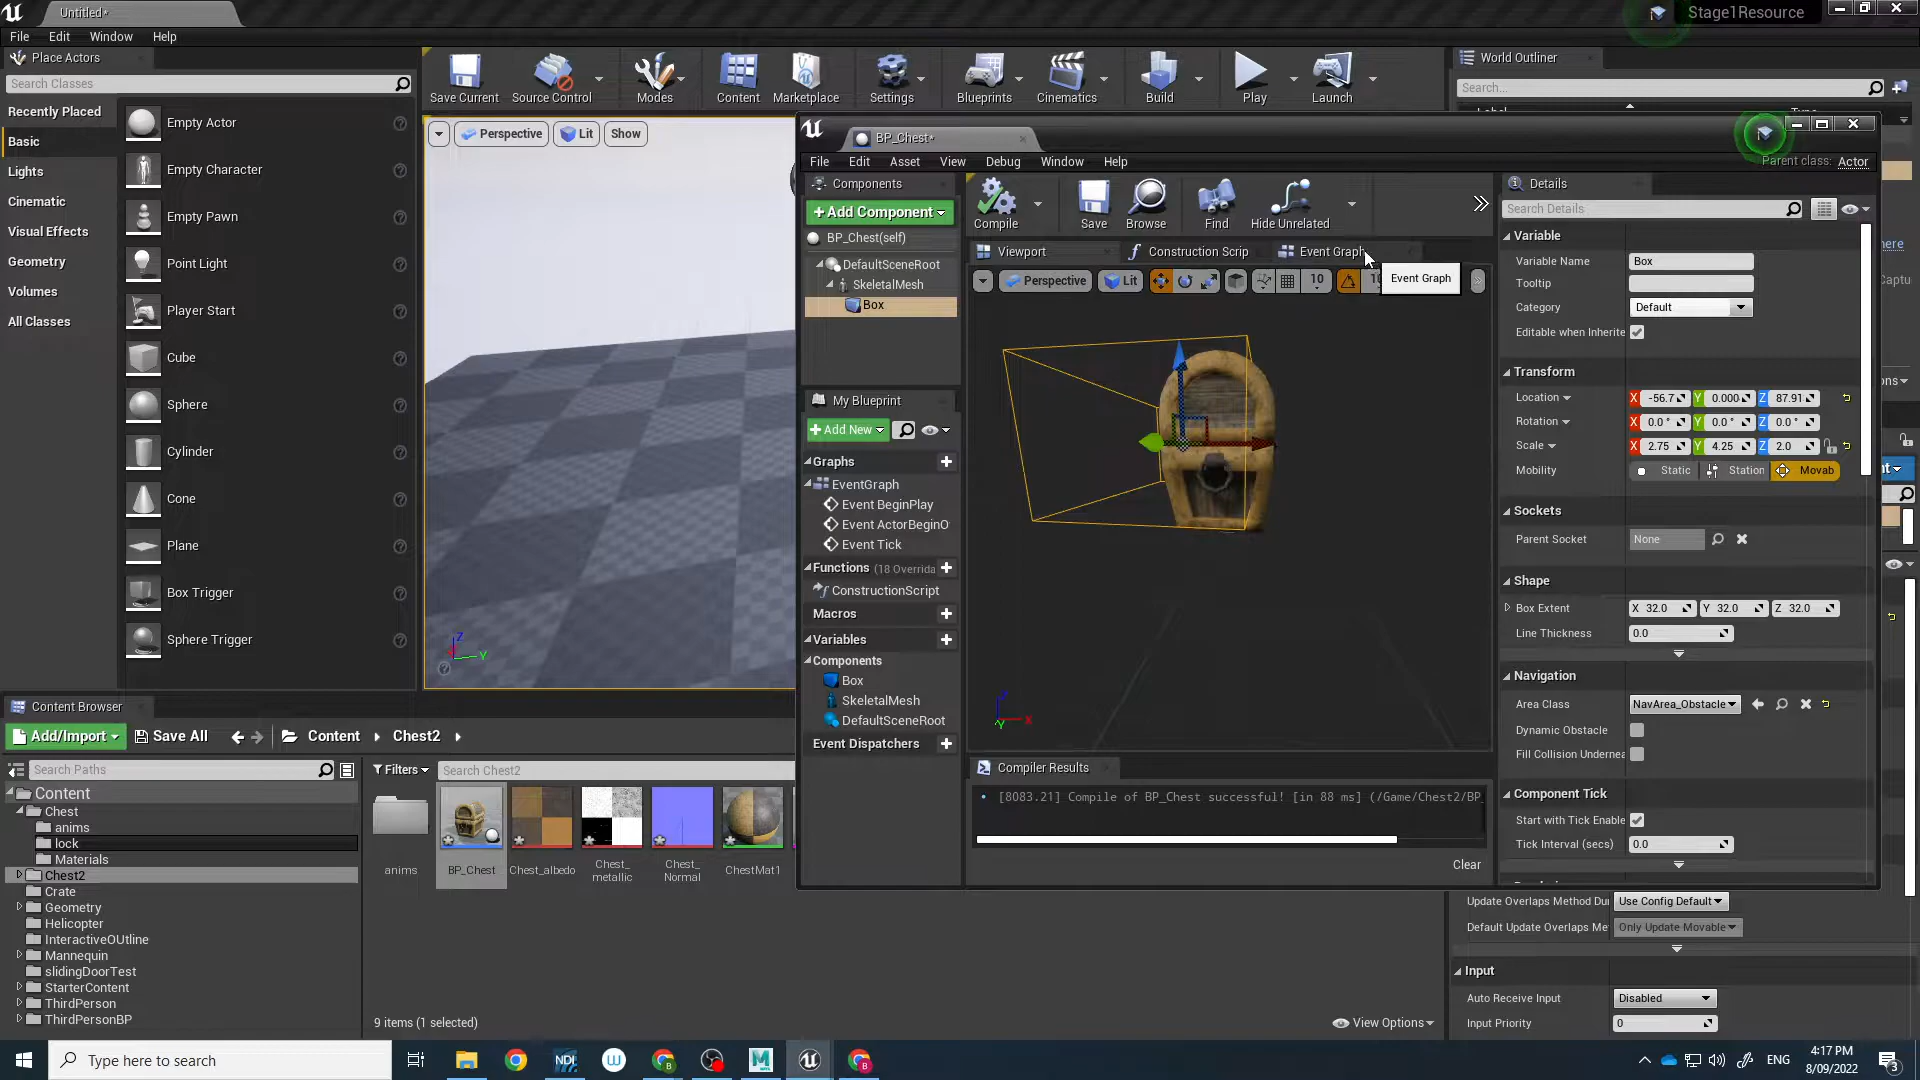 Untitled*
Stage1Resource
File Edit Window Help
Place Actors
Search Classes
Recently Placed
Basic
Lights
Cinematic
Visual Effects
Geometry
Volumes
All Classes
Empty Actor
Empty Character
Empty Pawn
Point Light
Player Start
Cube
Sphere
Cylinder
Cone
Plane
Box Trigger
Sphere Trigger
Save Current
Source Control
Modes
Content
Marketplace
Settings
Blueprints
Cinematics
Build
Play
Launch
World Outliner
Search...
Perspective Lit Show
BP_Chest*
File Edit Asset View Debug Window Help
Parent class: Actor
Components
+Add Component
BP_Chest(self)
DefaultSceneRoot
SkeletalMesh
Box
My Blueprint
+Add New
Graphs
EventGraph
Event BeginPlay
Event ActorBeginO
Event Tick
Functions (18 Overrida
ConstructionScript
Macros
Variables
Components
Box
SkeletalMesh
DefaultSceneRoot
Event Dispatchers
Compile
Save
Browse
Find
Hide Unrelated
Viewport
Construction Scrip
Event Graph
Perspective Lit 10 10
Event Graph
Z
Y
X
Y
Compiler Results
[8083.21] Compile of BP_Chest successful! [in 88 ms] (/Game/Chest2/BP_
Clear
Details
Search Details
Variable
Variable Name Box
Tooltip
Category Default
Editable when Inherite
Transform
Location X -56.7 Y 0.000 Z 87.91
Rotation X 0.0° Y 0.0° Z 0.0°
Scale X 2.75 Y 4.25 Z 2.0
Mobility Static Station Movab
Sockets
Parent Socket None
Shape
Box Extent X 32.0 Y 32.0 Z 32.0
Line Thickness 0.0
Navigation
Area Class NavArea_Obstacle
Dynamic Obstacle
Fill Collision Undernea
Component Tick
Start with Tick Enable
Tick Interval (secs) 0.0
Update Overlaps Method Du Use Config Default
Default Update Overlaps Me Only Update Movable
Input
Auto Receive Input Disabled
Input Priority 0
Content Browser
Add/Import
Save All
Content
Chest2
Search Paths
Filters
Search Chest2
Content
Chest
anims
lock
Materials
Chest2
Crate
Geometry
Helicopter
InteractiveOUtline
Mannequin
slidingDoorTest
StarterContent
ThirdPerson
ThirdPersonBP
anims
BP_Chest
Chest_albedo
Chest_
metallic
Chest_
Normal
ChestMat1
9 items (1 selected)
View Options
Type here to search
ENG
4:17 PM
8/09/2022
3